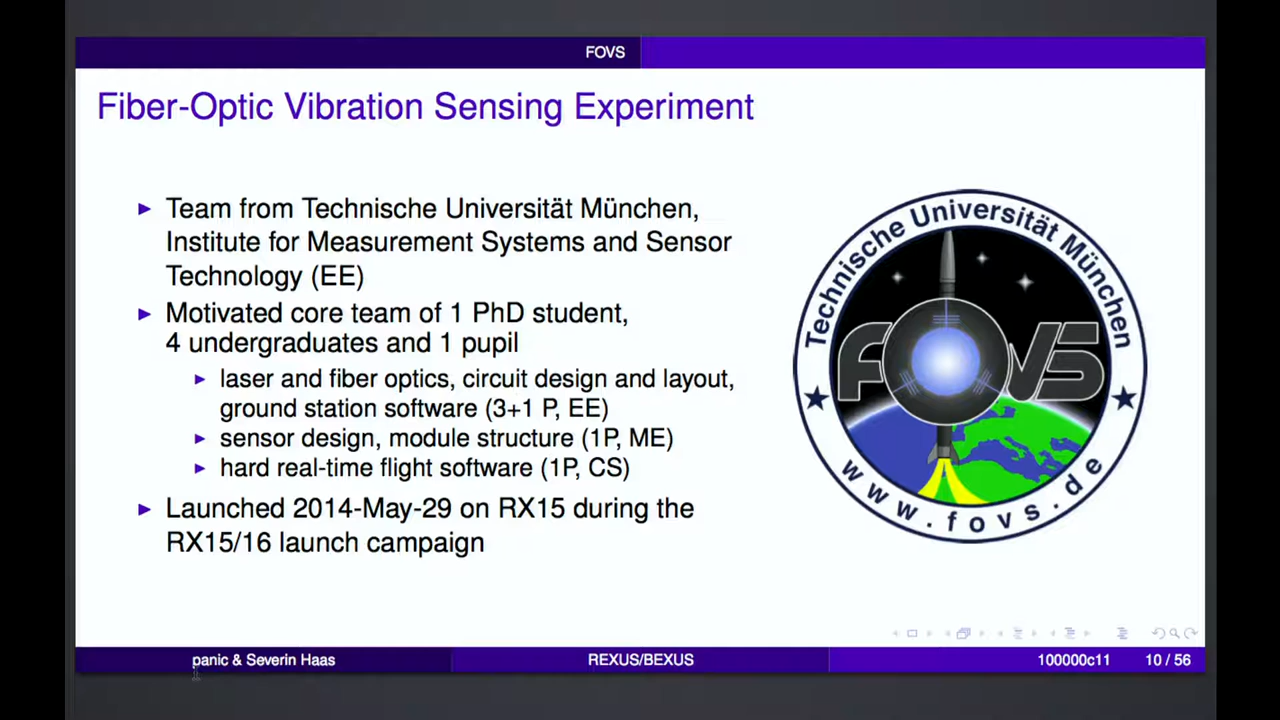 FOVS
Fiber-Optic Vibration Sensing Experiment
Team from Technische Universität München,
Institute for Measurement Systems and Sensor
Technology (EE)
Motivated core team of 1 PhD student,
4 undergraduates and 1 pupil
laser and fiber optics, circuit design and layout,
ground station software (3+1 P, EE)
sensor design, module structure (1P, ME)
hard real-time flight software (1P, CS)
Launched 2014-May-29 on RX15 during the
RX15/16 launch campaign
Technische Universität München
FOVS
www.fovs.de
panic & Severin Haas
REXUS/BEXUS
100000c11
10 / 56